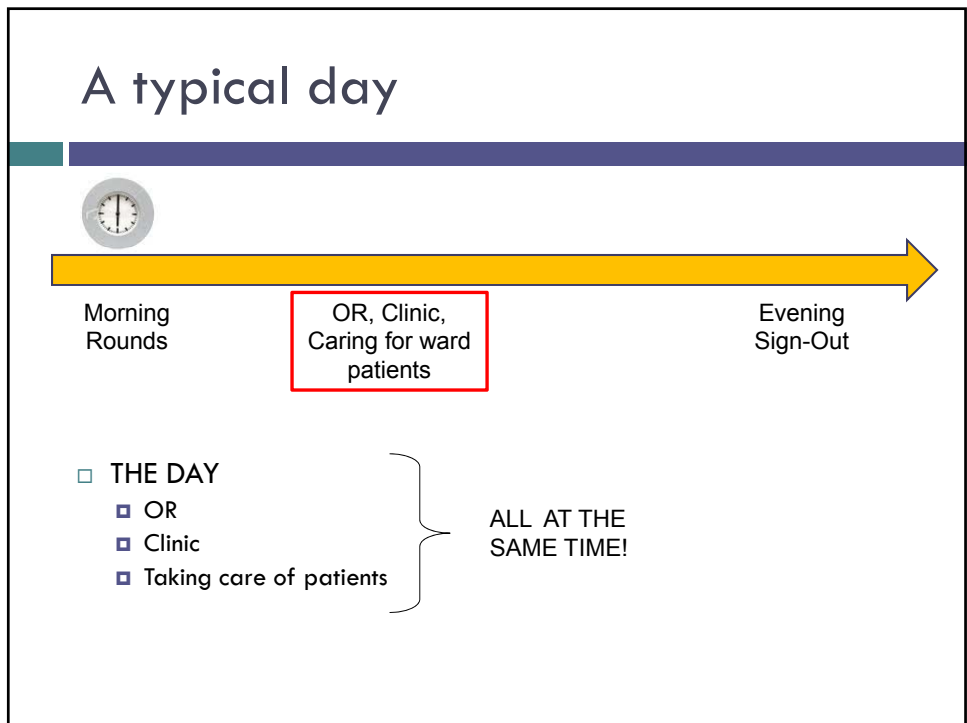 A typical day
Morning
Rounds
OR, Clinic,
Caring for ward
patients
Evening
Sign-Out
THE DAY
OR
Clinic
Taking care of patients
ALL AT THE
SAME TIME!